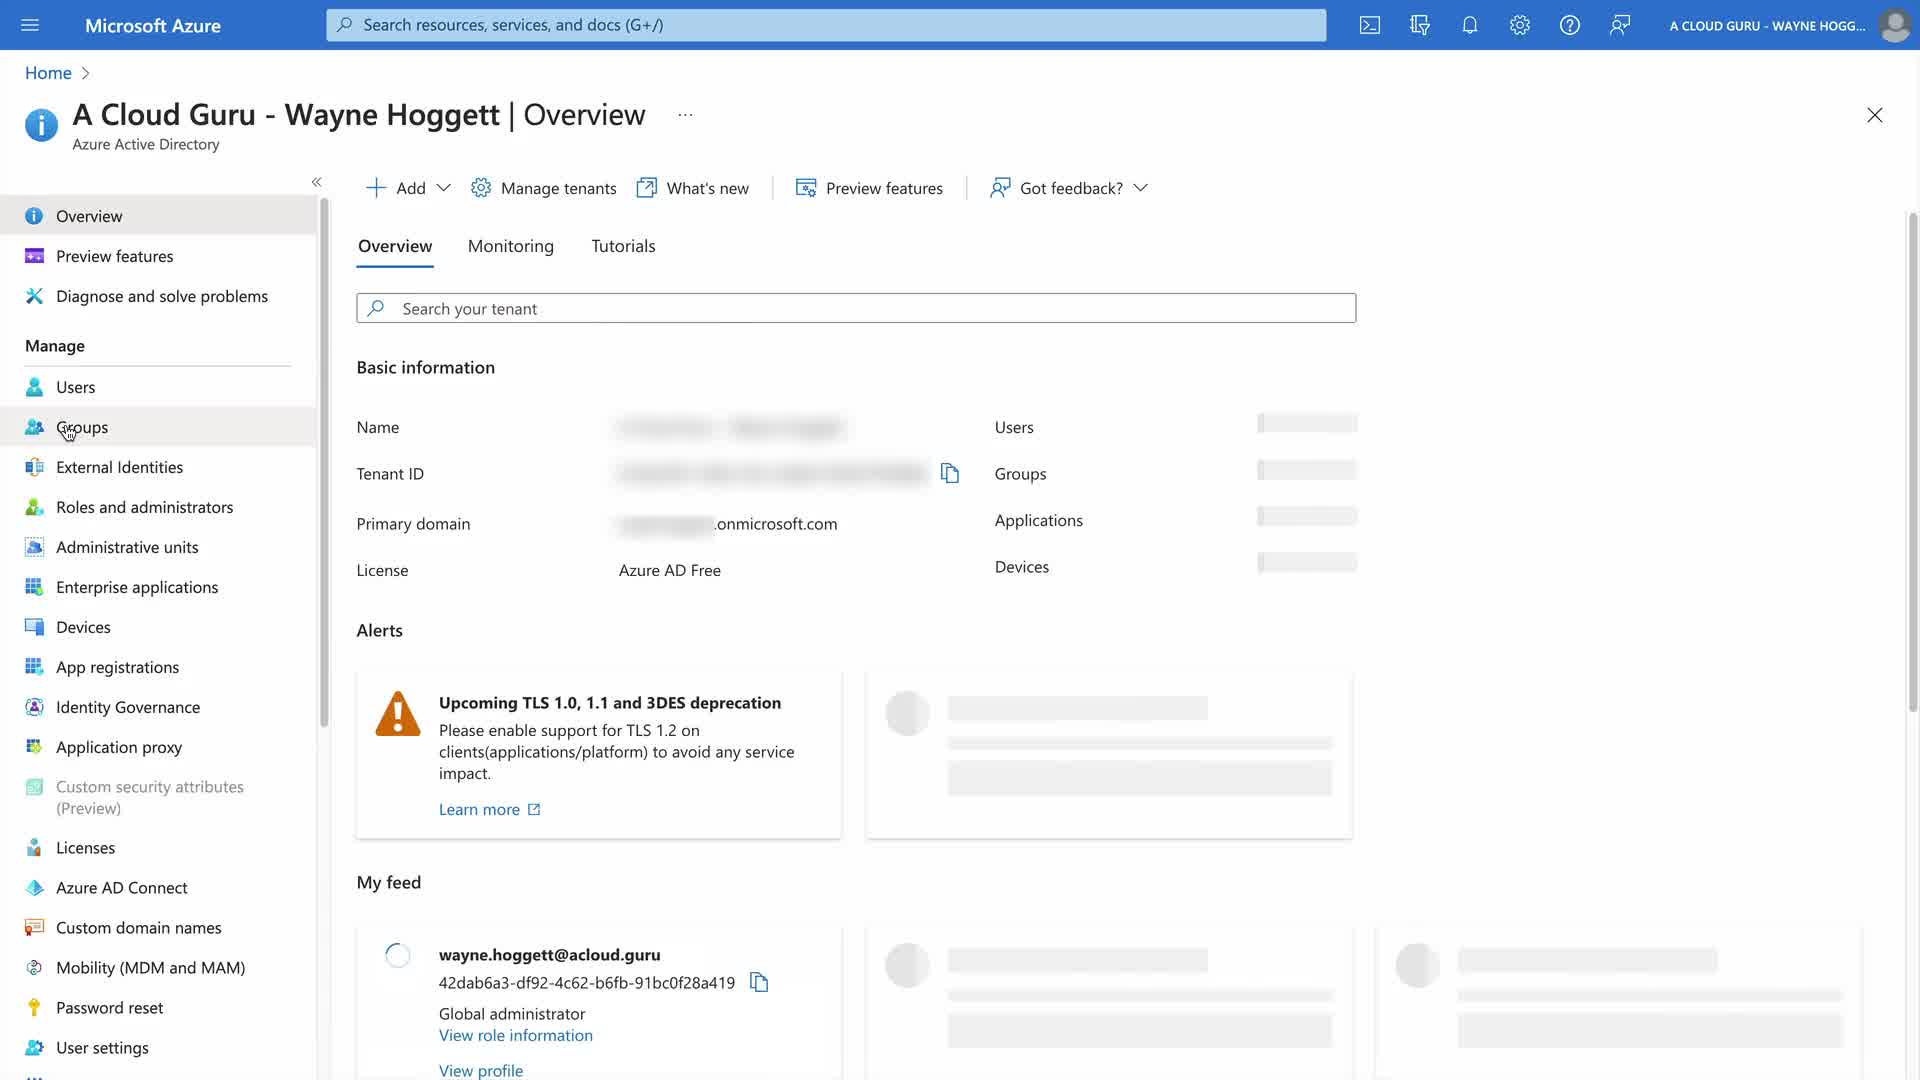 Microsoft Azure
Search resources, services, and docs (G+/)
A CLOUD GURU - WAYNE HOGG...
Home
A Cloud Guru - Wayne Hoggett | Overview
...
Azure Active Directory
Add
Manage tenants
What's new
Preview features
Got feedback?
Overview
Preview features
Diagnose and solve problems
Manage
Users
Groups
External Identities
Roles and administrators
Administrative units
Enterprise applications
Devices
App registrations
Identity Governance
Application proxy
Custom security attributes
(Preview)
Licenses
Azure AD Connect
Custom domain names
Mobility (MDM and MAM)
Password reset
User settings
Overview
Monitoring
Tutorials
Search your tenant
Basic information
Name
Tenant ID
Primary domain
.onmicrosoft.com
License
Azure AD Free
Users
Groups
Applications
Devices
Alerts
Upcoming TLS 1.0, 1.1 and 3DES deprecation
Please enable support for TLS 1.2 on
clients(applications/platform) to avoid any service
impact.
Learn more
My feed
wayne.hoggett@acloud.guru
42dab6a3-df92-4c62-b6fb-91bc0f28a419
Global administrator
View role information
View profile